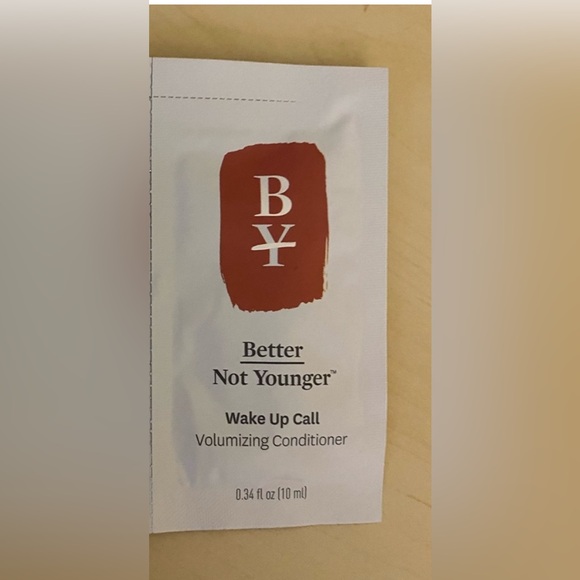 B
Y
Better
Not Younger™
Wake Up Call
Volumizing Conditioner
0.34 fl oz (10 ml)